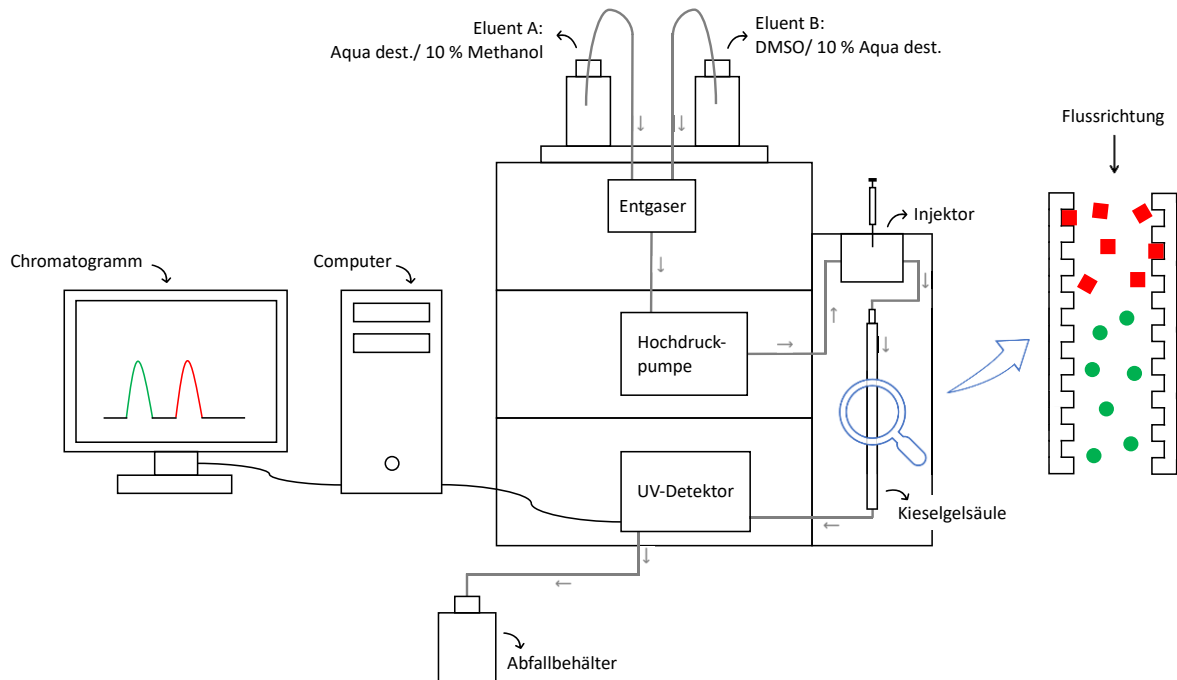 Eluent A:
Aqua dest./ 10 % Methanol
Eluent B:
DMSO/ 10 % Aqua dest.
Flussrichtung
Entgaser
Injektor
Chromatogramm
Computer
Hochdruck-
pumpe
UV-Detektor
Kieselgelsäule
Abfallbehälter